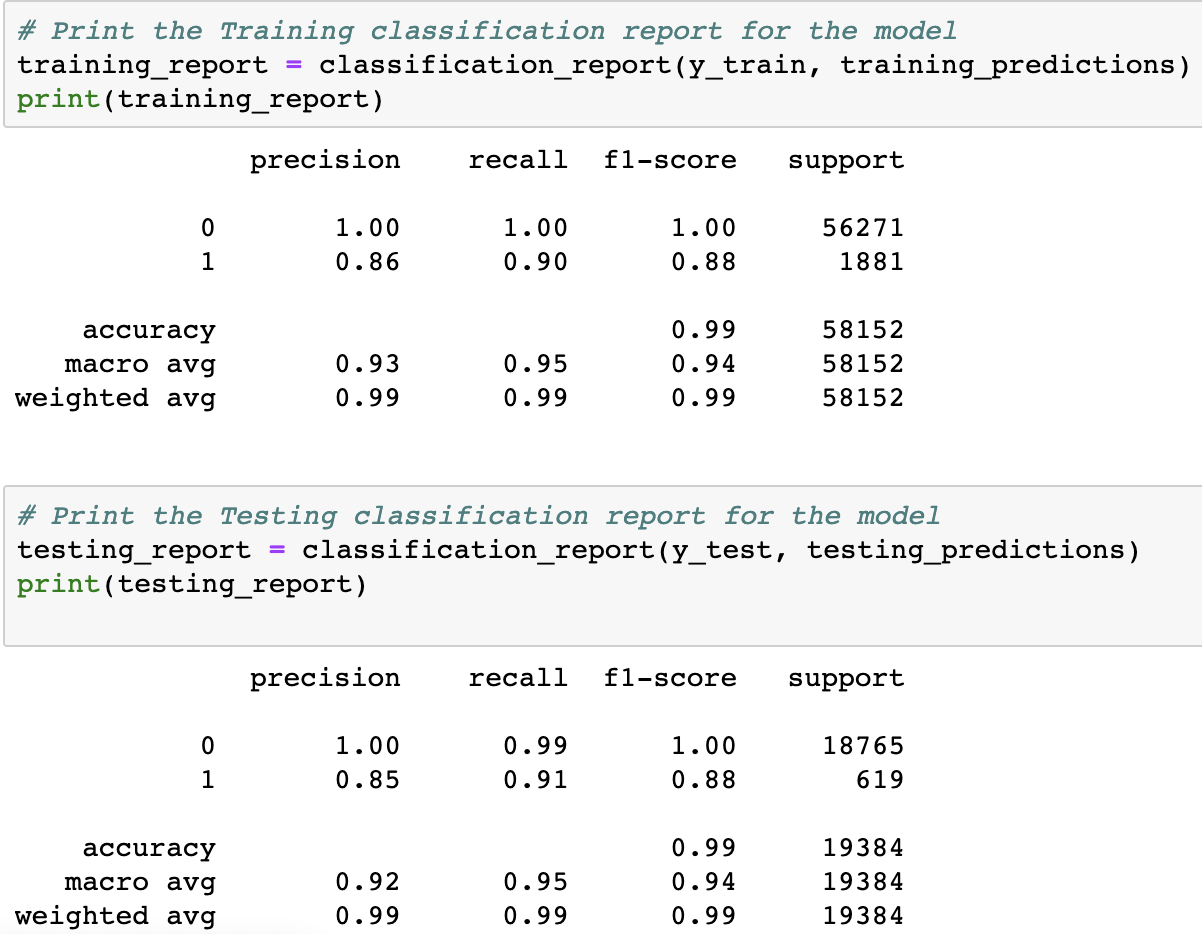 # Print the Training classification report for the model
training_report = classification_report(y_train, training_predictions)
print(training_report)
precision recall f1-score support
0 1.00 1.00 1.00 56271
1 0.86 0.90 0.88 1881
accuracy 0.99 58152
macro avg 0.93 0.95 0.94 58152
weighted avg 0.99 0.99 0.99 58152
# Print the Testing classification report for the model
testing_report = classification_report(y_test, testing_predictions)
print(testing_report)
precision recall f1-score support
0 1.00 0.99 1.00 18765
1 0.85 0.91 0.88 619
accuracy 0.99 19384
macro avg 0.92 0.95 0.94 19384
weighted avg 0.99 0.99 0.99 19384